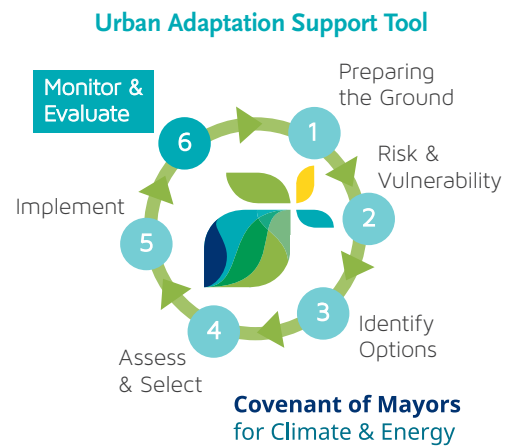 Urban Adaptation Support Tool
Preparing
the Ground
1
Risk &
Vulnerability
2
Identify
Options
3
Assess
& Select
4
Implement
5
Monitor &
Evaluate
6
Covenant of Mayors
for Climate & Energy